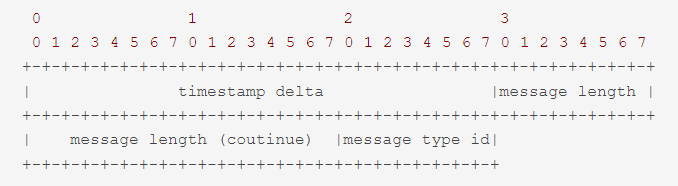 0 1 2 3
0 1 2 3 4 5 6 7 0 1 2 3 4 5 6 7 0 1 2 3 4 5 6 7 0 1 2 3 4 5 6 7
+-+-+-+-+-+-+-+-+-+-+-+-+-+-+-+-+-+-+-+-+-+-+-+-+-+-+-+-+-+-+-+-+
| timestamp delta |message length |
+-+-+-+-+-+-+-+-+-+-+-+-+-+-+-+-+-+-+-+-+-+-+-+-+-+-+-+-+-+-+-+-+
| message length (coutinue) |message type id|
+-+-+-+-+-+-+-+-+-+-+-+-+-+-+-+-+-+-+-+-+-+-+-+-+